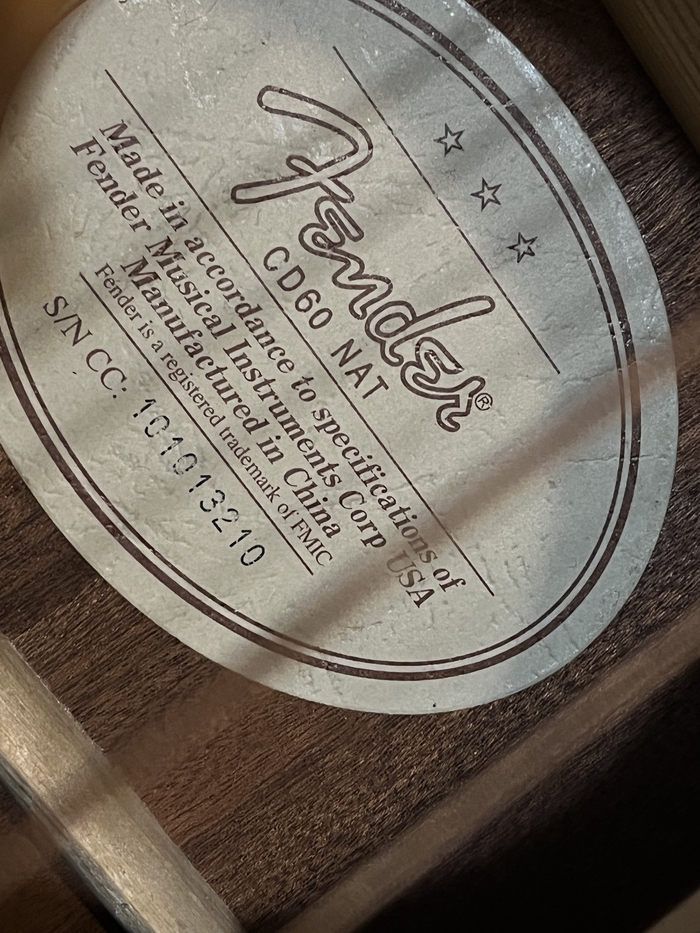 Fender®
CD60 NAT
Made in accordance to specifications of
Fender Musical Instruments Corp USA
Manufactured in China
Fender is a registered trademark of FMIC
S/N CC: 101013210